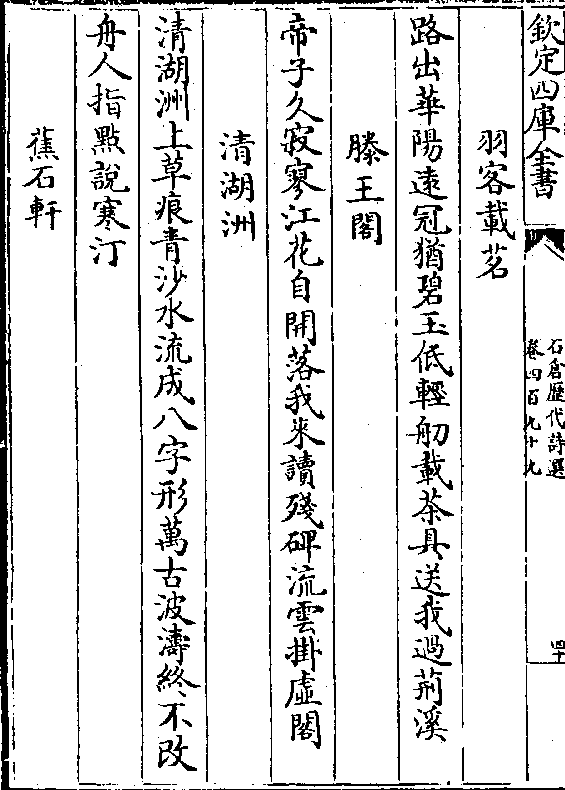 欽定四庫全書
石倉歷代詩選
卷四百九十九
四十
羽客載茗
路出華陽遠冠猶碧玉低輕舠載茶具送我過荊溪
滕王閣
帝子久寂寥江花自開落我來讀殘碑流雲掛虛閣
清湖洲
清湖洲上草痕青沙水流成八字形萬古波濤終不改
舟人指點說寒汀
蕉石軒